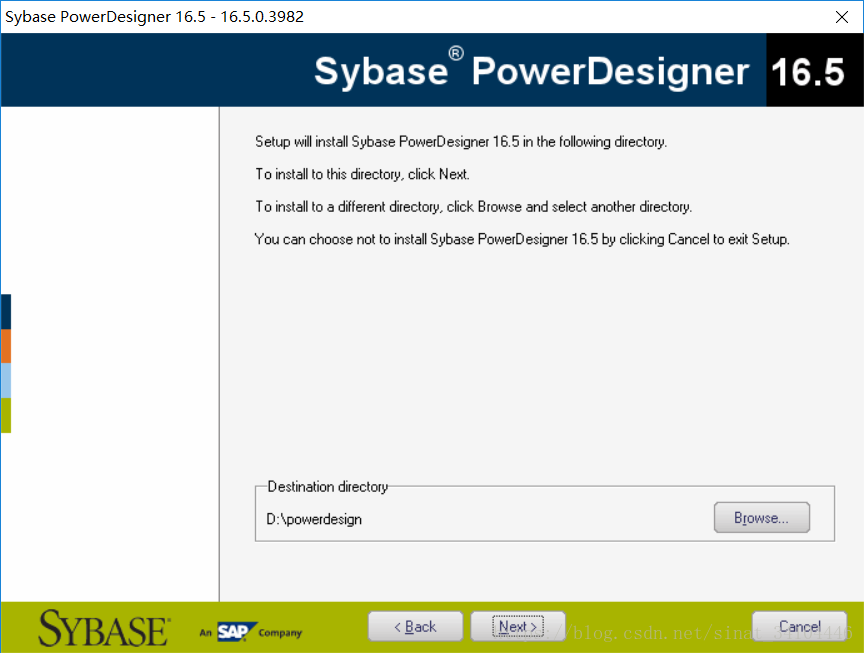 Sybase PowerDesigner 16.5 - 16.5.0.3982
Sybase® PowerDesigner 16.5
Setup will install Sybase PowerDesigner 16.5 in the following directory.
To install to this directory, click Next.
To install to a different directory, click Browse and select another directory.
You can choose not to install Sybase PowerDesigner 16.5 by clicking Cancel to exit Setup.
Destination directory
D:\powerdesign
Browse...
SYBASE®
An SAP Company
< Back
Next >
Cancel
//blog.csdn.net/sinat